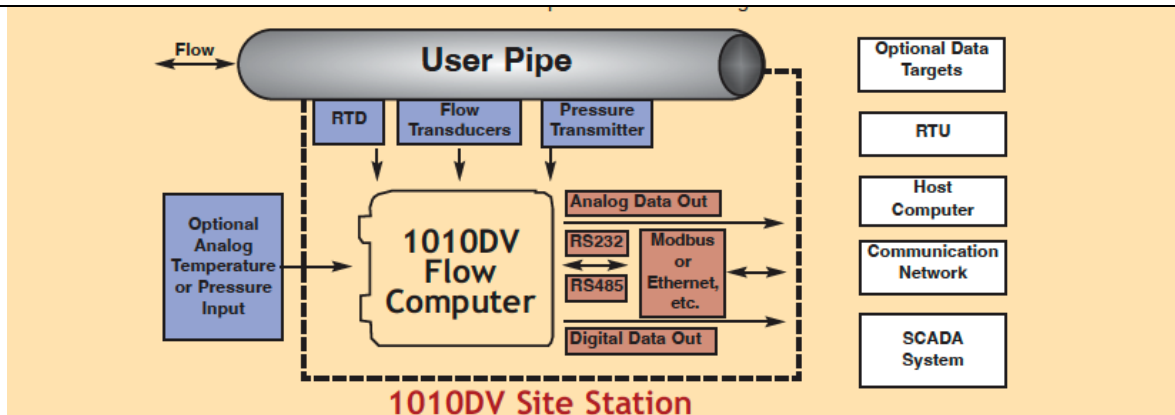 Flow
User Pipe
RTD
Flow
Transducers
Pressure
Transmitter
Optional
Analog
Temperature
or Pressure
Input
1010DV
Flow
Computer
Analog Data Out
RS232
RS485
Modbus
or
Ethernet,
etc.
Digital Data Out
1010DV Site Station
Optional Data
Targets
RTU
Host
Computer
Communication
Network
SCADA
System